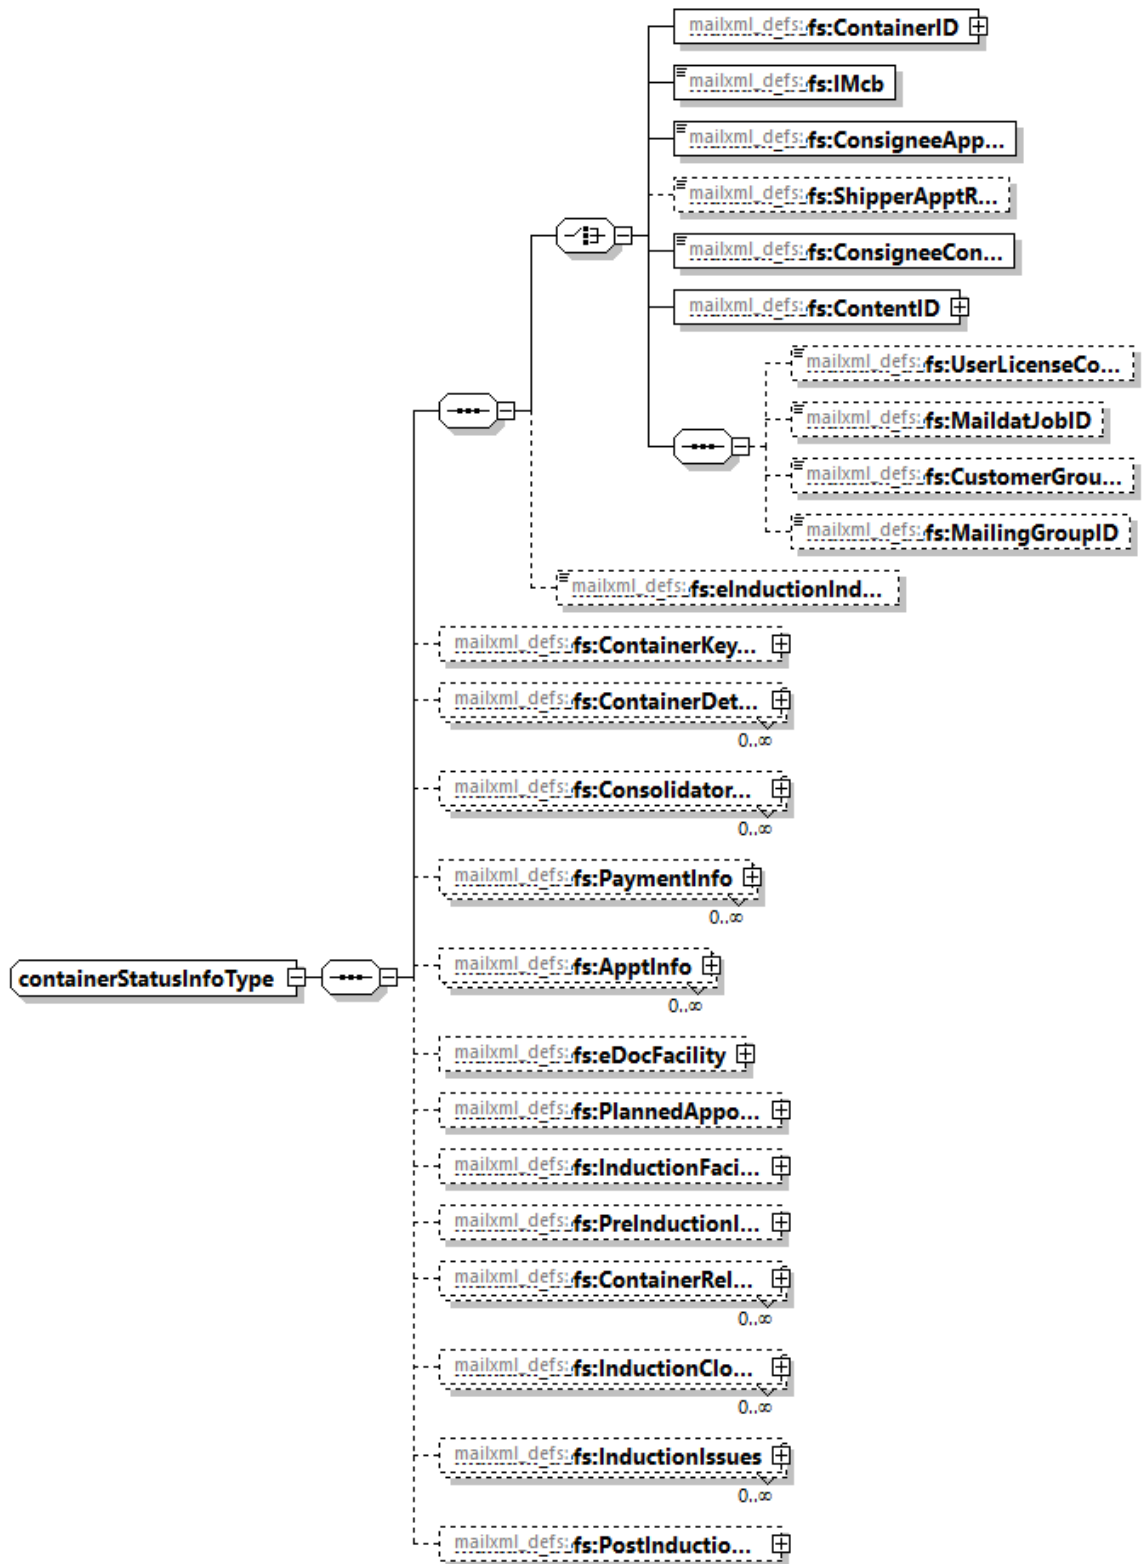 mailxml_defs:fs:ContainerID
mailxml_defs:fs:IMcb
mailxml_defs:fs:ConsigneeApp...
mailxml_defs:fs:ShipperApptR...
mailxml_defs:fs:ConsigneeCon...
mailxml_defs:fs:ContentID
mailxml_defs:fs:UserLicenseCo...
mailxml_defs:fs:MaildatJobID
mailxml_defs:fs:CustomerGrou...
mailxml_defs:fs:MailingGroupID
mailxml_defs:fs:eInductionInd...
mailxml_defs:fs:ContainerKey...
mailxml_defs:fs:ContainerDet...
0..∞
mailxml_defs:fs:Consolidator...
0..∞
mailxml_defs:fs:PaymentInfo
0..∞
containerStatusInfoType
mailxml_defs:fs:ApptInfo
0..∞
mailxml_defs:fs:eDocFacility
mailxml_defs:fs:PlannedAppo...
mailxml_defs:fs:InductionFaci...
mailxml_defs:fs:PreInductionI...
mailxml_defs:fs:ContainerRel...
0..∞
mailxml_defs:fs:InductionClo...
0..∞
mailxml_defs:fs:InductionIssues
0..∞
mailxml_defs:fs:PostInductio...